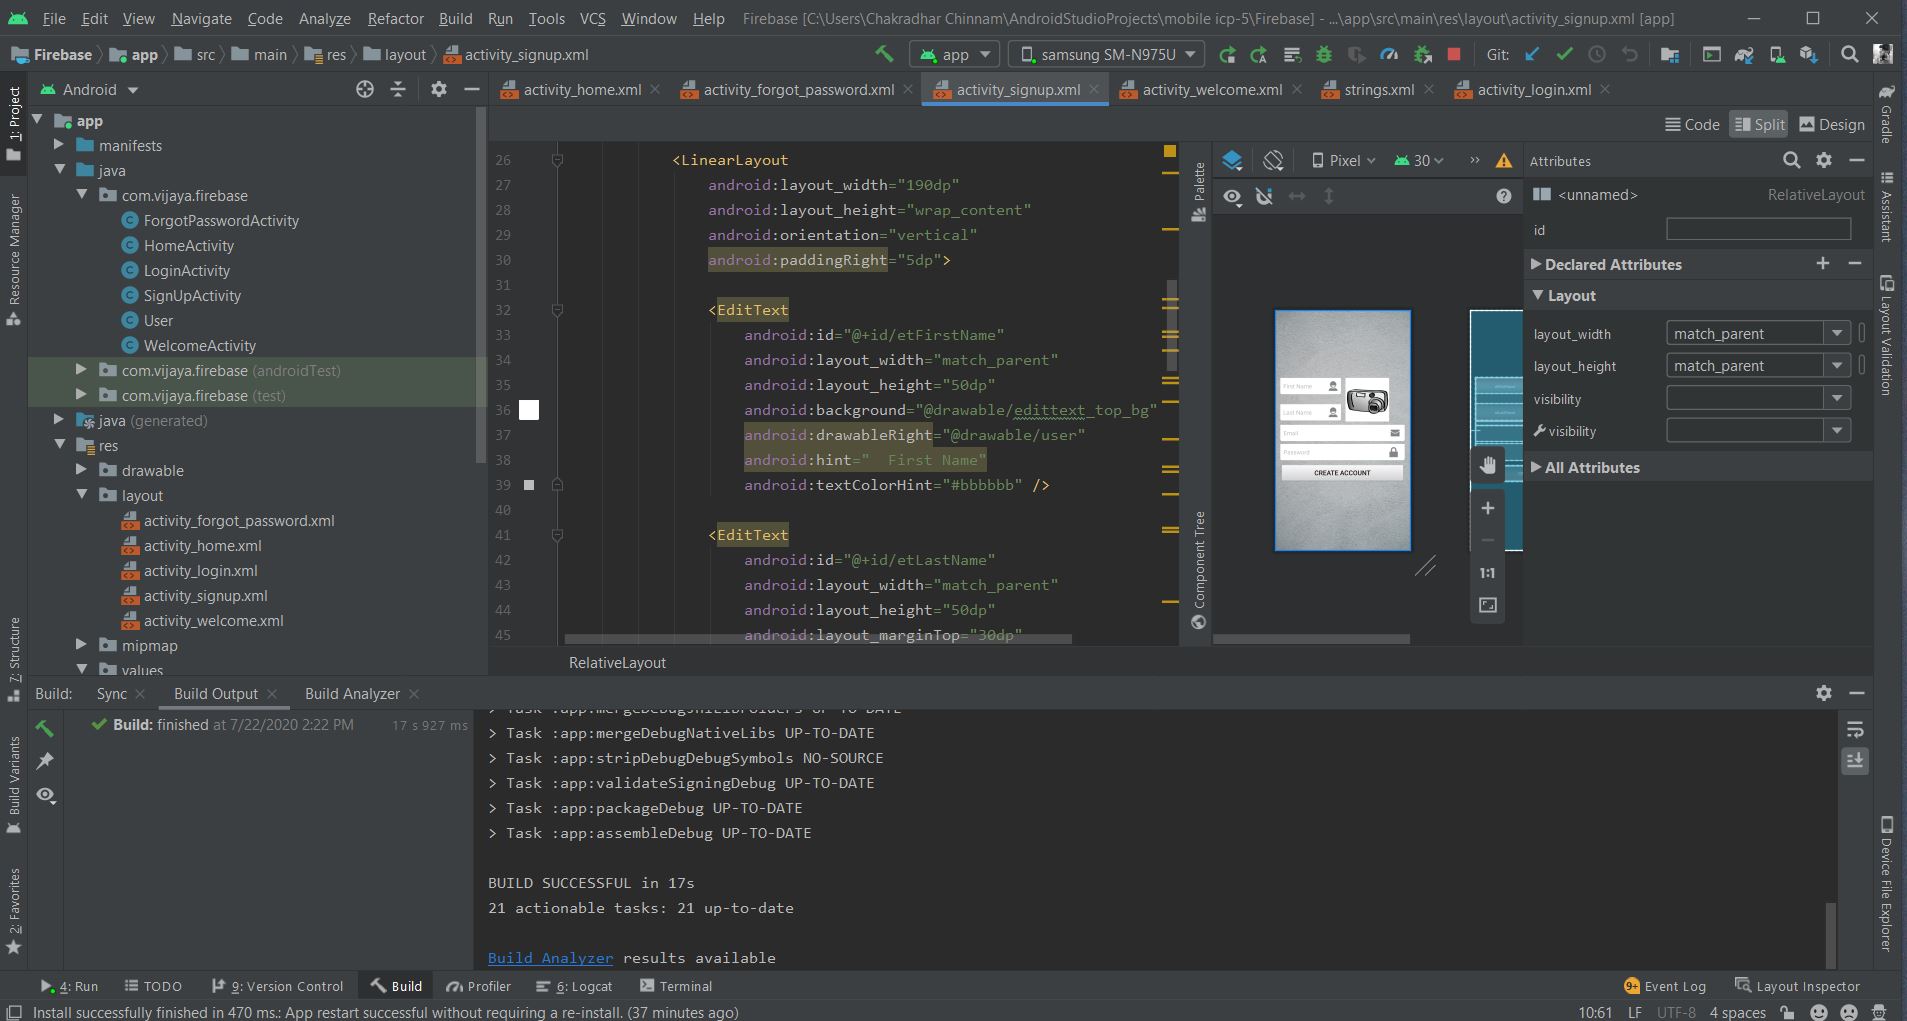 File Edit View Navigate Code Analyze Refactor Build Run Tools VCS Window Help Firebase [C:\Users\Chakradhar Chinnam\AndroidStudioProjects\mobile icp-5\Firebase] - ...\app\src\main\res\layout\activity_signup.xml [app]
Firebase app src main res layout activity_signup.xml app samsung SM-N975U Git:
Android activity_home.xml activity_forgot_password.xml activity_signup.xml activity_welcome.xml strings.xml activity_login.xml
Code Split Design
1: Project
Resource Manager
7: Structure
Build Variants
2: Favorites
app
manifests
java
com.vijaya.firebase
ForgotPasswordActivity
HomeActivity
LoginActivity
SignUpActivity
User
WelcomeActivity
com.vijaya.firebase (androidTest)
com.vijaya.firebase (test)
java (generated)
res
drawable
layout
activity_forgot_password.xml
activity_home.xml
activity_login.xml
activity_signup.xml
activity_welcome.xml
mipmap
values
26 <LinearLayout
27 android:layout_width="190dp"
28 android:layout_height="wrap_content"
29 android:orientation="vertical"
30 android:paddingRight="5dp">
31
32 <EditText
33 android:id="@+id/etFirstName"
34 android:layout_width="match_parent"
35 android:layout_height="50dp"
36 android:background="@drawable/edittext_top_bg"
37 android:drawableRight="@drawable/user"
38 android:hint="  First Name"
39 android:textColorHint="#bbbbbb" />
40
41 <EditText
42 android:id="@+id/etLastName"
43 android:layout_width="match_parent"
44 android:layout_height="50dp"
45 android:layout_marginTop="30dp"
RelativeLayout
Palette
Component Tree
Pixel 30 »
First Name
Last Name
Email
Password
CREATE ACCOUNT
1:1
Attributes
<unnamed> RelativeLayout
id
Declared Attributes
Layout
layout_width match_parent
layout_height match_parent
visibility
visibility
All Attributes
Gradle
Assistant
Layout Validation
Device File Explorer
Build: Sync Build Output Build Analyzer
Build: finished at 7/22/2020 2:22 PM 17 s 927 ms
> Task :app:mergeDebugJniLibFolders UP-TO-DATE
> Task :app:mergeDebugNativeLibs UP-TO-DATE
> Task :app:stripDebugDebugSymbols NO-SOURCE
> Task :app:validateSigningDebug UP-TO-DATE
> Task :app:packageDebug UP-TO-DATE
> Task :app:assembleDebug UP-TO-DATE
BUILD SUCCESSFUL in 17s
21 actionable tasks: 21 up-to-date
Build Analyzer results available
4: Run TODO 9: Version Control Build Profiler 6: Logcat Terminal 9+ Event Log Layout Inspector
Install successfully finished in 470 ms.: App restart successful without requiring a re-install. (37 minutes ago) 10:61 LF UTF-8 4 spaces